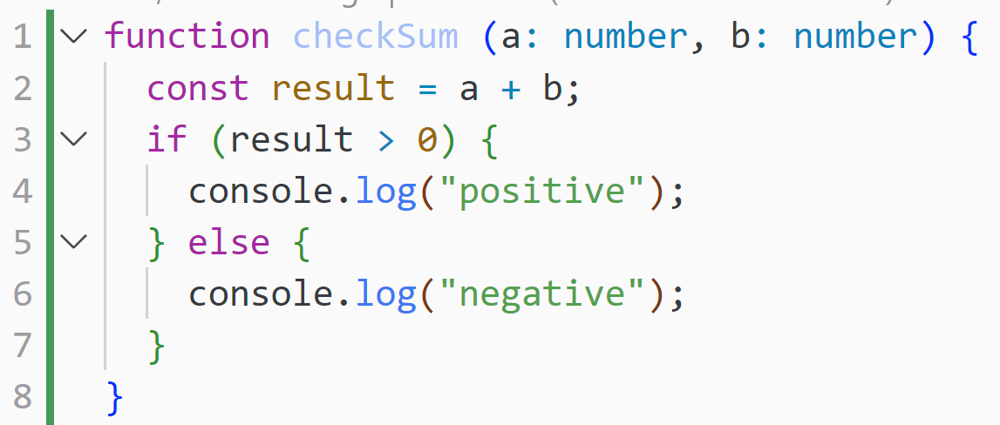 1 function checkSum (a: number, b: number) {
2   const result = a + b;
3   if (result > 0) {
4     console.log("positive");
5   } else {
6     console.log("negative");
7   }
8 }